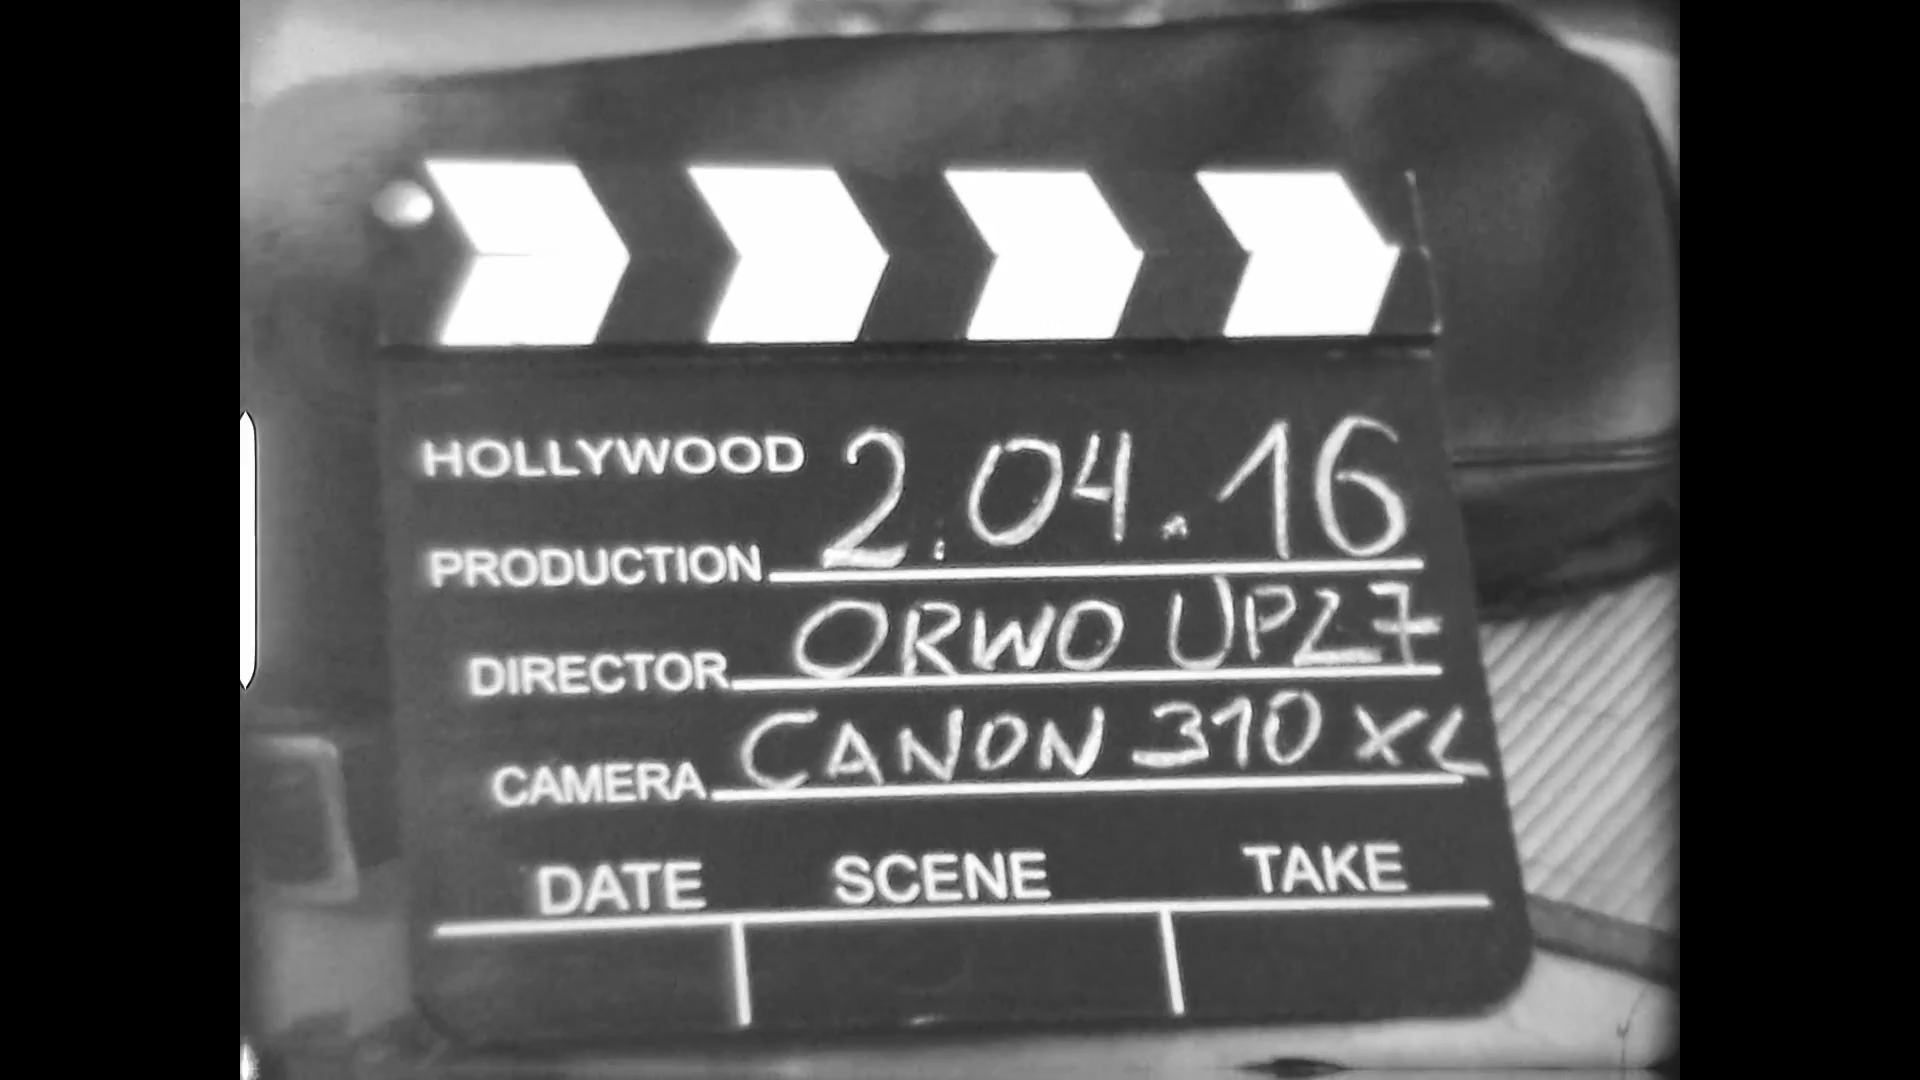 HOLLYWOOD 2.04.16
PRODUCTION
DIRECTOR ORWO UP27
CAMERA CANON 310 XL
DATE SCENE TAKE